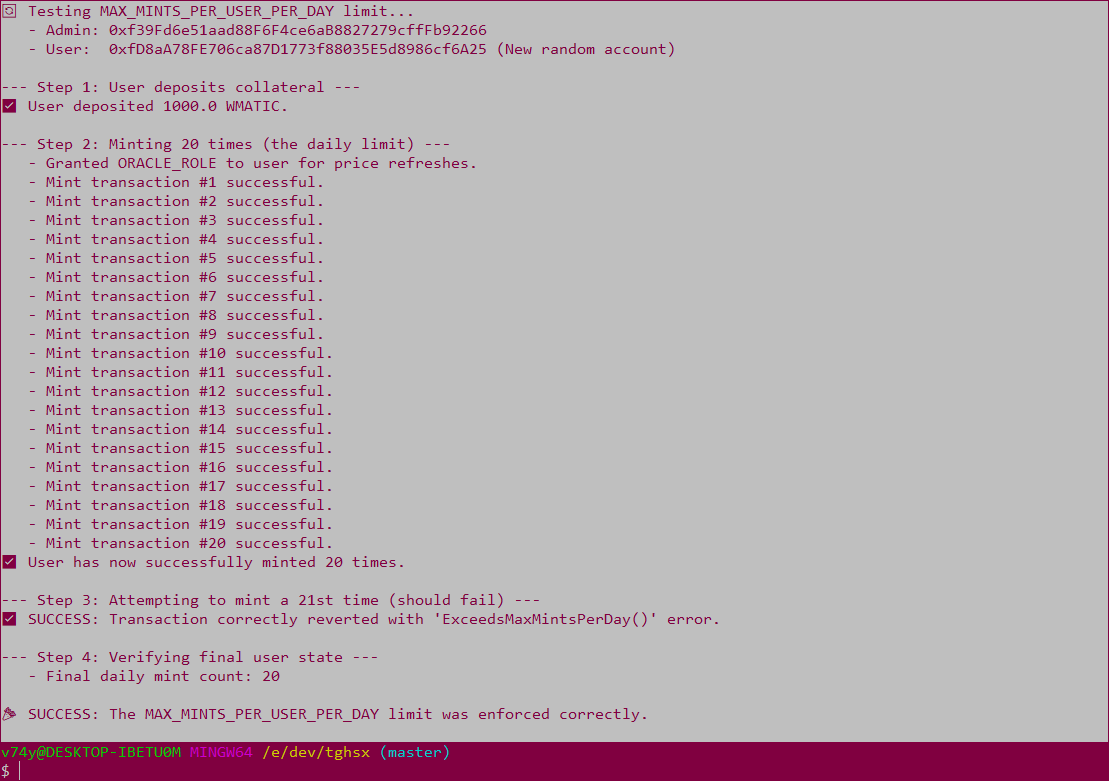 Testing MAX_MINTS_PER_USER_PER_DAY limit...
- Admin: 0xf39Fd6e51aad88F6F4ce6aB8827279cffFb92266
- User:  0xfD8aA78FE706ca87D1773f88035E5d8986cf6A25 (New random account)
--- Step 1: User deposits collateral ---
User deposited 1000.0 WMATIC.
--- Step 2: Minting 20 times (the daily limit) ---
- Granted ORACLE_ROLE to user for price refreshes.
- Mint transaction #1 successful.
- Mint transaction #2 successful.
- Mint transaction #3 successful.
- Mint transaction #4 successful.
- Mint transaction #5 successful.
- Mint transaction #6 successful.
- Mint transaction #7 successful.
- Mint transaction #8 successful.
- Mint transaction #9 successful.
- Mint transaction #10 successful.
- Mint transaction #11 successful.
- Mint transaction #12 successful.
- Mint transaction #13 successful.
- Mint transaction #14 successful.
- Mint transaction #15 successful.
- Mint transaction #16 successful.
- Mint transaction #17 successful.
- Mint transaction #18 successful.
- Mint transaction #19 successful.
- Mint transaction #20 successful.
User has now successfully minted 20 times.
--- Step 3: Attempting to mint a 21st time (should fail) ---
SUCCESS: Transaction correctly reverted with 'ExceedsMaxMintsPerDay()' error.
--- Step 4: Verifying final user state ---
- Final daily mint count: 20
SUCCESS: The MAX_MINTS_PER_USER_PER_DAY limit was enforced correctly.
v74y@DESKTOP-IBETU0M MINGW64 /e/dev/tghsx (master)
$